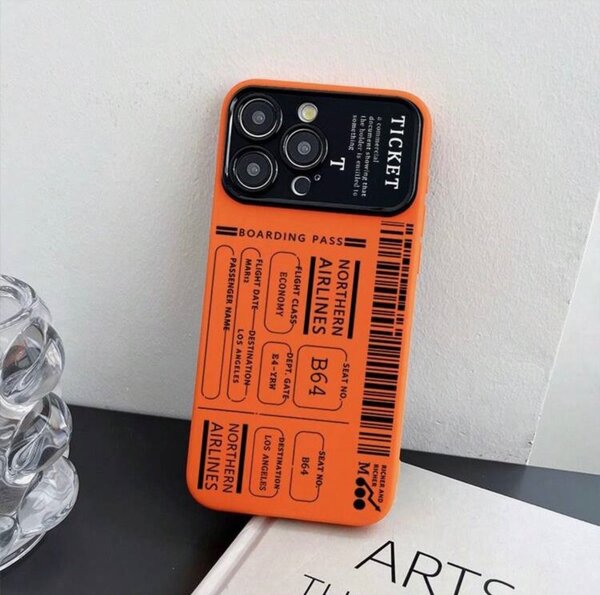 TICKET
a commercial
document showing that
the holder is entitled to
something
T
BOARDING PASS
NORTHERN
AIRLINES
FLIGHT CLASS
ECONOMY
FLIGHT DATE
MAR12
PASSENGER NAME
SEAT NO.
B64
DEPT. GATE
E4-YRW
DESTINATION
LOS ANGELES
RICHER AND
RICHER
M
SEAT NO.
B64
DESTINATION
LOS ANGELES
NORTHERN
AIRLINES
ARTS